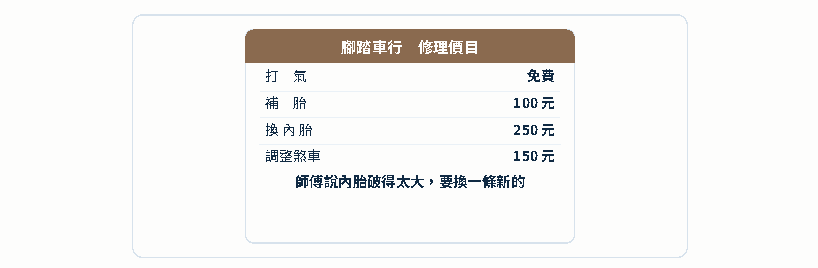 腳踏車行　修理價目
打　氣　免費
補　胎　100 元
換 內 胎　250 元
調整煞車　150 元
師傅說內胎破得太大，要換一條新的